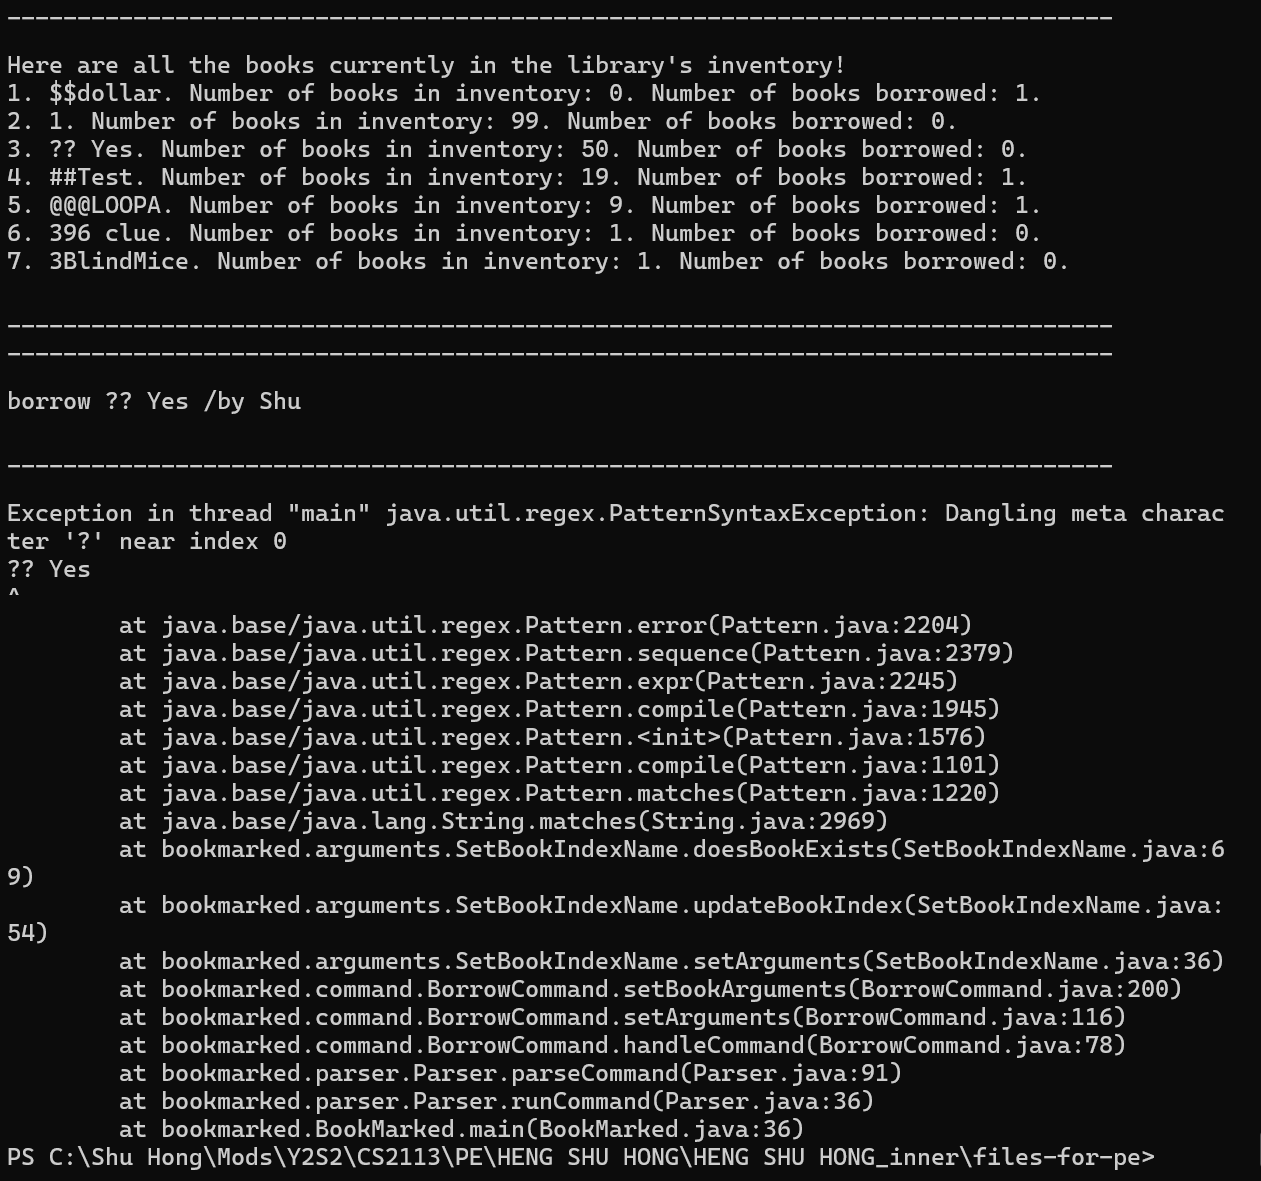 -------------------------------------------------------------------------------
Here are all the books currently in the library's inventory!
1. $$dollar. Number of books in inventory: 0. Number of books borrowed: 1.
2. 1. Number of books in inventory: 99. Number of books borrowed: 0.
3. ?? Yes. Number of books in inventory: 50. Number of books borrowed: 0.
4. ##Test. Number of books in inventory: 19. Number of books borrowed: 1.
5. @@@LOOPA. Number of books in inventory: 9. Number of books borrowed: 1.
6. 396 clue. Number of books in inventory: 1. Number of books borrowed: 0.
7. 3BlindMice. Number of books in inventory: 1. Number of books borrowed: 0.
-------------------------------------------------------------------------------
-------------------------------------------------------------------------------
borrow ?? Yes /by Shu
-------------------------------------------------------------------------------
Exception in thread "main" java.util.regex.PatternSyntaxException: Dangling meta charac
ter '?' near index 0
?? Yes
^
        at java.base/java.util.regex.Pattern.error(Pattern.java:2204)
        at java.base/java.util.regex.Pattern.sequence(Pattern.java:2379)
        at java.base/java.util.regex.Pattern.expr(Pattern.java:2245)
        at java.base/java.util.regex.Pattern.compile(Pattern.java:1945)
        at java.base/java.util.regex.Pattern.<init>(Pattern.java:1576)
        at java.base/java.util.regex.Pattern.compile(Pattern.java:1101)
        at java.base/java.util.regex.Pattern.matches(Pattern.java:1220)
        at java.base/java.lang.String.matches(String.java:2969)
        at bookmarked.arguments.SetBookIndexName.doesBookExists(SetBookIndexName.java:6
9)
        at bookmarked.arguments.SetBookIndexName.updateBookIndex(SetBookIndexName.java:
54)
        at bookmarked.arguments.SetBookIndexName.setArguments(SetBookIndexName.java:36)
        at bookmarked.command.BorrowCommand.setBookArguments(BorrowCommand.java:200)
        at bookmarked.command.BorrowCommand.setArguments(BorrowCommand.java:116)
        at bookmarked.command.BorrowCommand.handleCommand(BorrowCommand.java:78)
        at bookmarked.parser.Parser.parseCommand(Parser.java:91)
        at bookmarked.parser.Parser.runCommand(Parser.java:36)
        at bookmarked.BookMarked.main(BookMarked.java:36)
PS C:\Shu Hong\Mods\Y2S2\CS2113\PE\HENG SHU HONG\HENG SHU HONG_inner\files-for-pe>